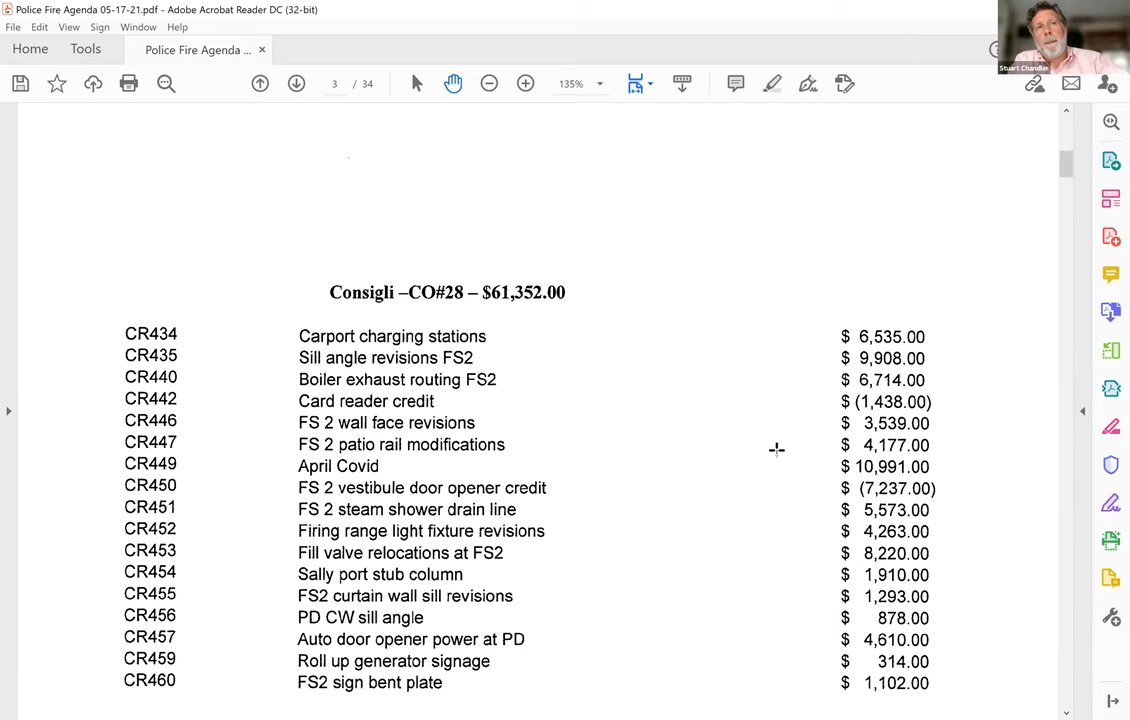 Police Fire Agenda 05-17-21.pdf - Adobe Acrobat Reader DC (32-bit)
File Edit View Sign Window Help
Home Tools Police Fire Agenda ... ×
3 / 34 135%
Stuart Chandler
Consigli –CO#28 – $61,352.00
CR434 Carport charging stations $ 6,535.00
CR435 Sill angle revisions FS2 $ 9,908.00
CR440 Boiler exhaust routing FS2 $ 6,714.00
CR442 Card reader credit $ (1,438.00)
CR446 FS 2 wall face revisions $ 3,539.00
CR447 FS 2 patio rail modifications $ 4,177.00
CR449 April Covid $ 10,991.00
CR450 FS 2 vestibule door opener credit $ (7,237.00)
CR451 FS 2 steam shower drain line $ 5,573.00
CR452 Firing range light fixture revisions $ 4,263.00
CR453 Fill valve relocations at FS2 $ 8,220.00
CR454 Sally port stub column $ 1,910.00
CR455 FS2 curtain wall sill revisions $ 1,293.00
CR456 PD CW sill angle $ 878.00
CR457 Auto door opener power at PD $ 4,610.00
CR459 Roll up generator signage $ 314.00
CR460 FS2 sign bent plate $ 1,102.00